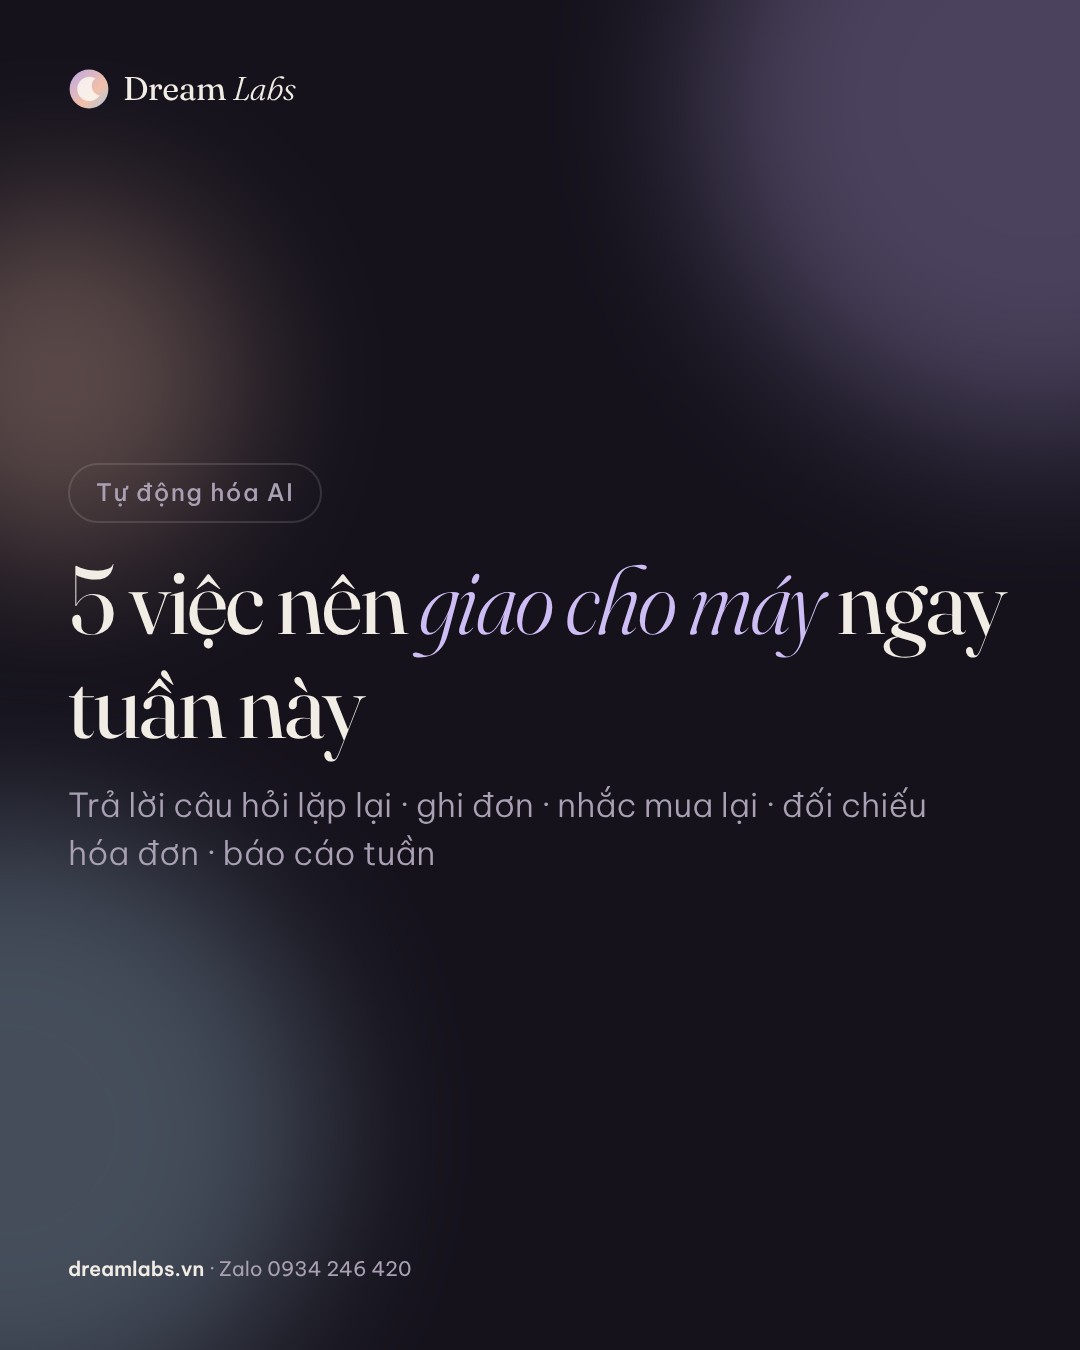 Dream Labs
Tự động hóa AI
5 việc nên giao cho máy ngay
tuần này
Trả lời câu hỏi lặp lại · ghi đơn · nhắc mua lại · đối chiếu
hóa đơn · báo cáo tuần
dreamlabs.vn · Zalo 0934 246 420